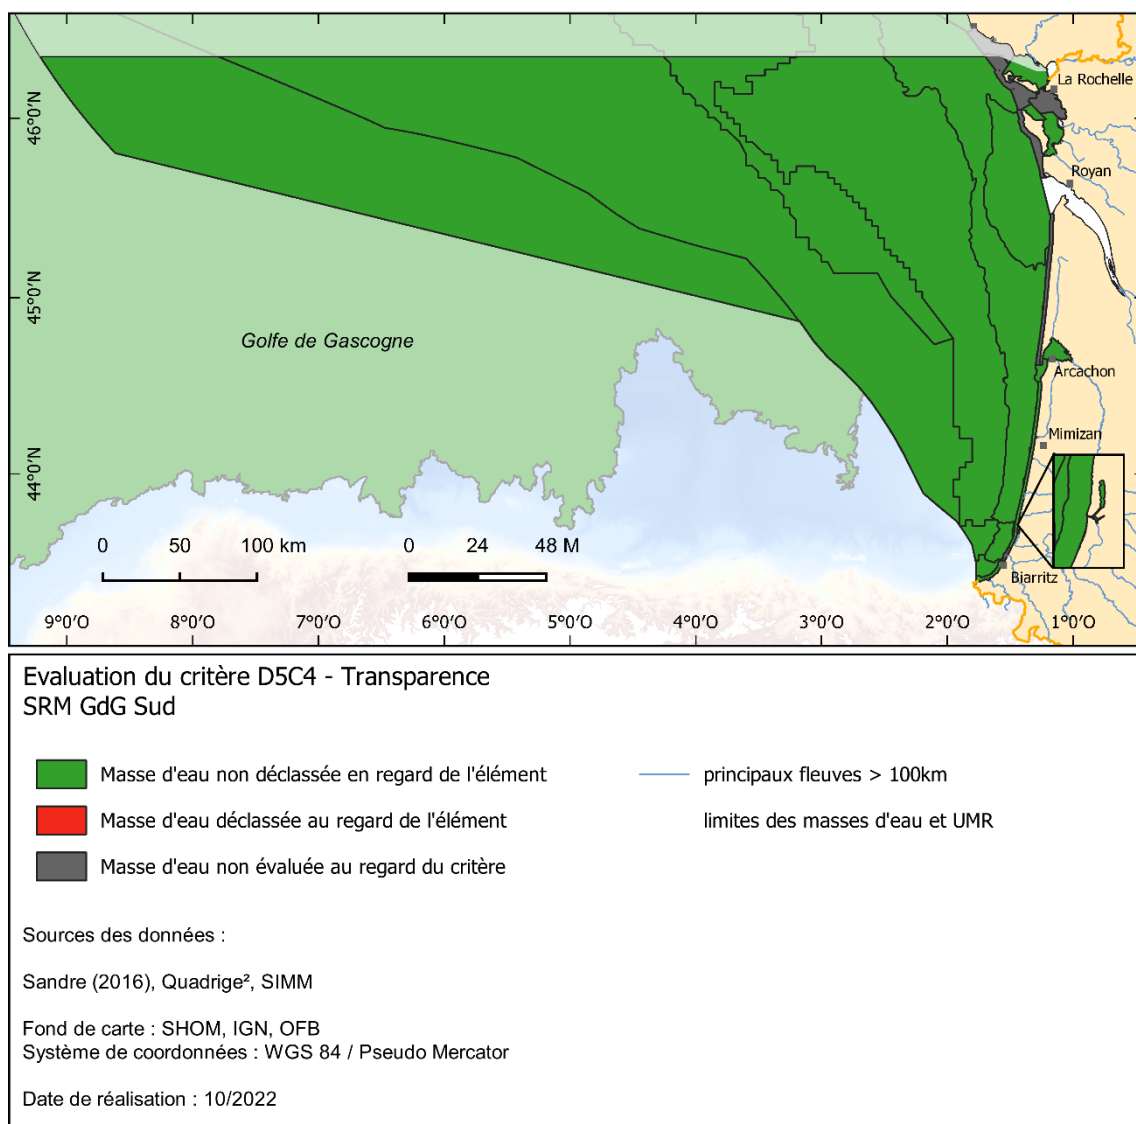 La Rochelle
46°0'N
Royan
45°0'N
Golfe de Gascogne
Arcachon
Mimizan
44°0'N
0 50 100 km
0 24 48 M
Biarritz
9°0'O 8°0'O 7°0'O 6°0'O 5°0'O 4°0'O 3°0'O 2°0'O 1°0'O
Evaluation du critère D5C4 - Transparence
SRM GdG Sud
Masse d'eau non déclassée en regard de l'élément
principaux fleuves > 100km
Masse d'eau déclassée au regard de l'élément
limites des masses d'eau et UMR
Masse d'eau non évaluée au regard du critère
Sources des données :
Sandre (2016), Quadrige², SIMM
Fond de carte : SHOM, IGN, OFB
Système de coordonnées : WGS 84 / Pseudo Mercator
Date de réalisation : 10/2022